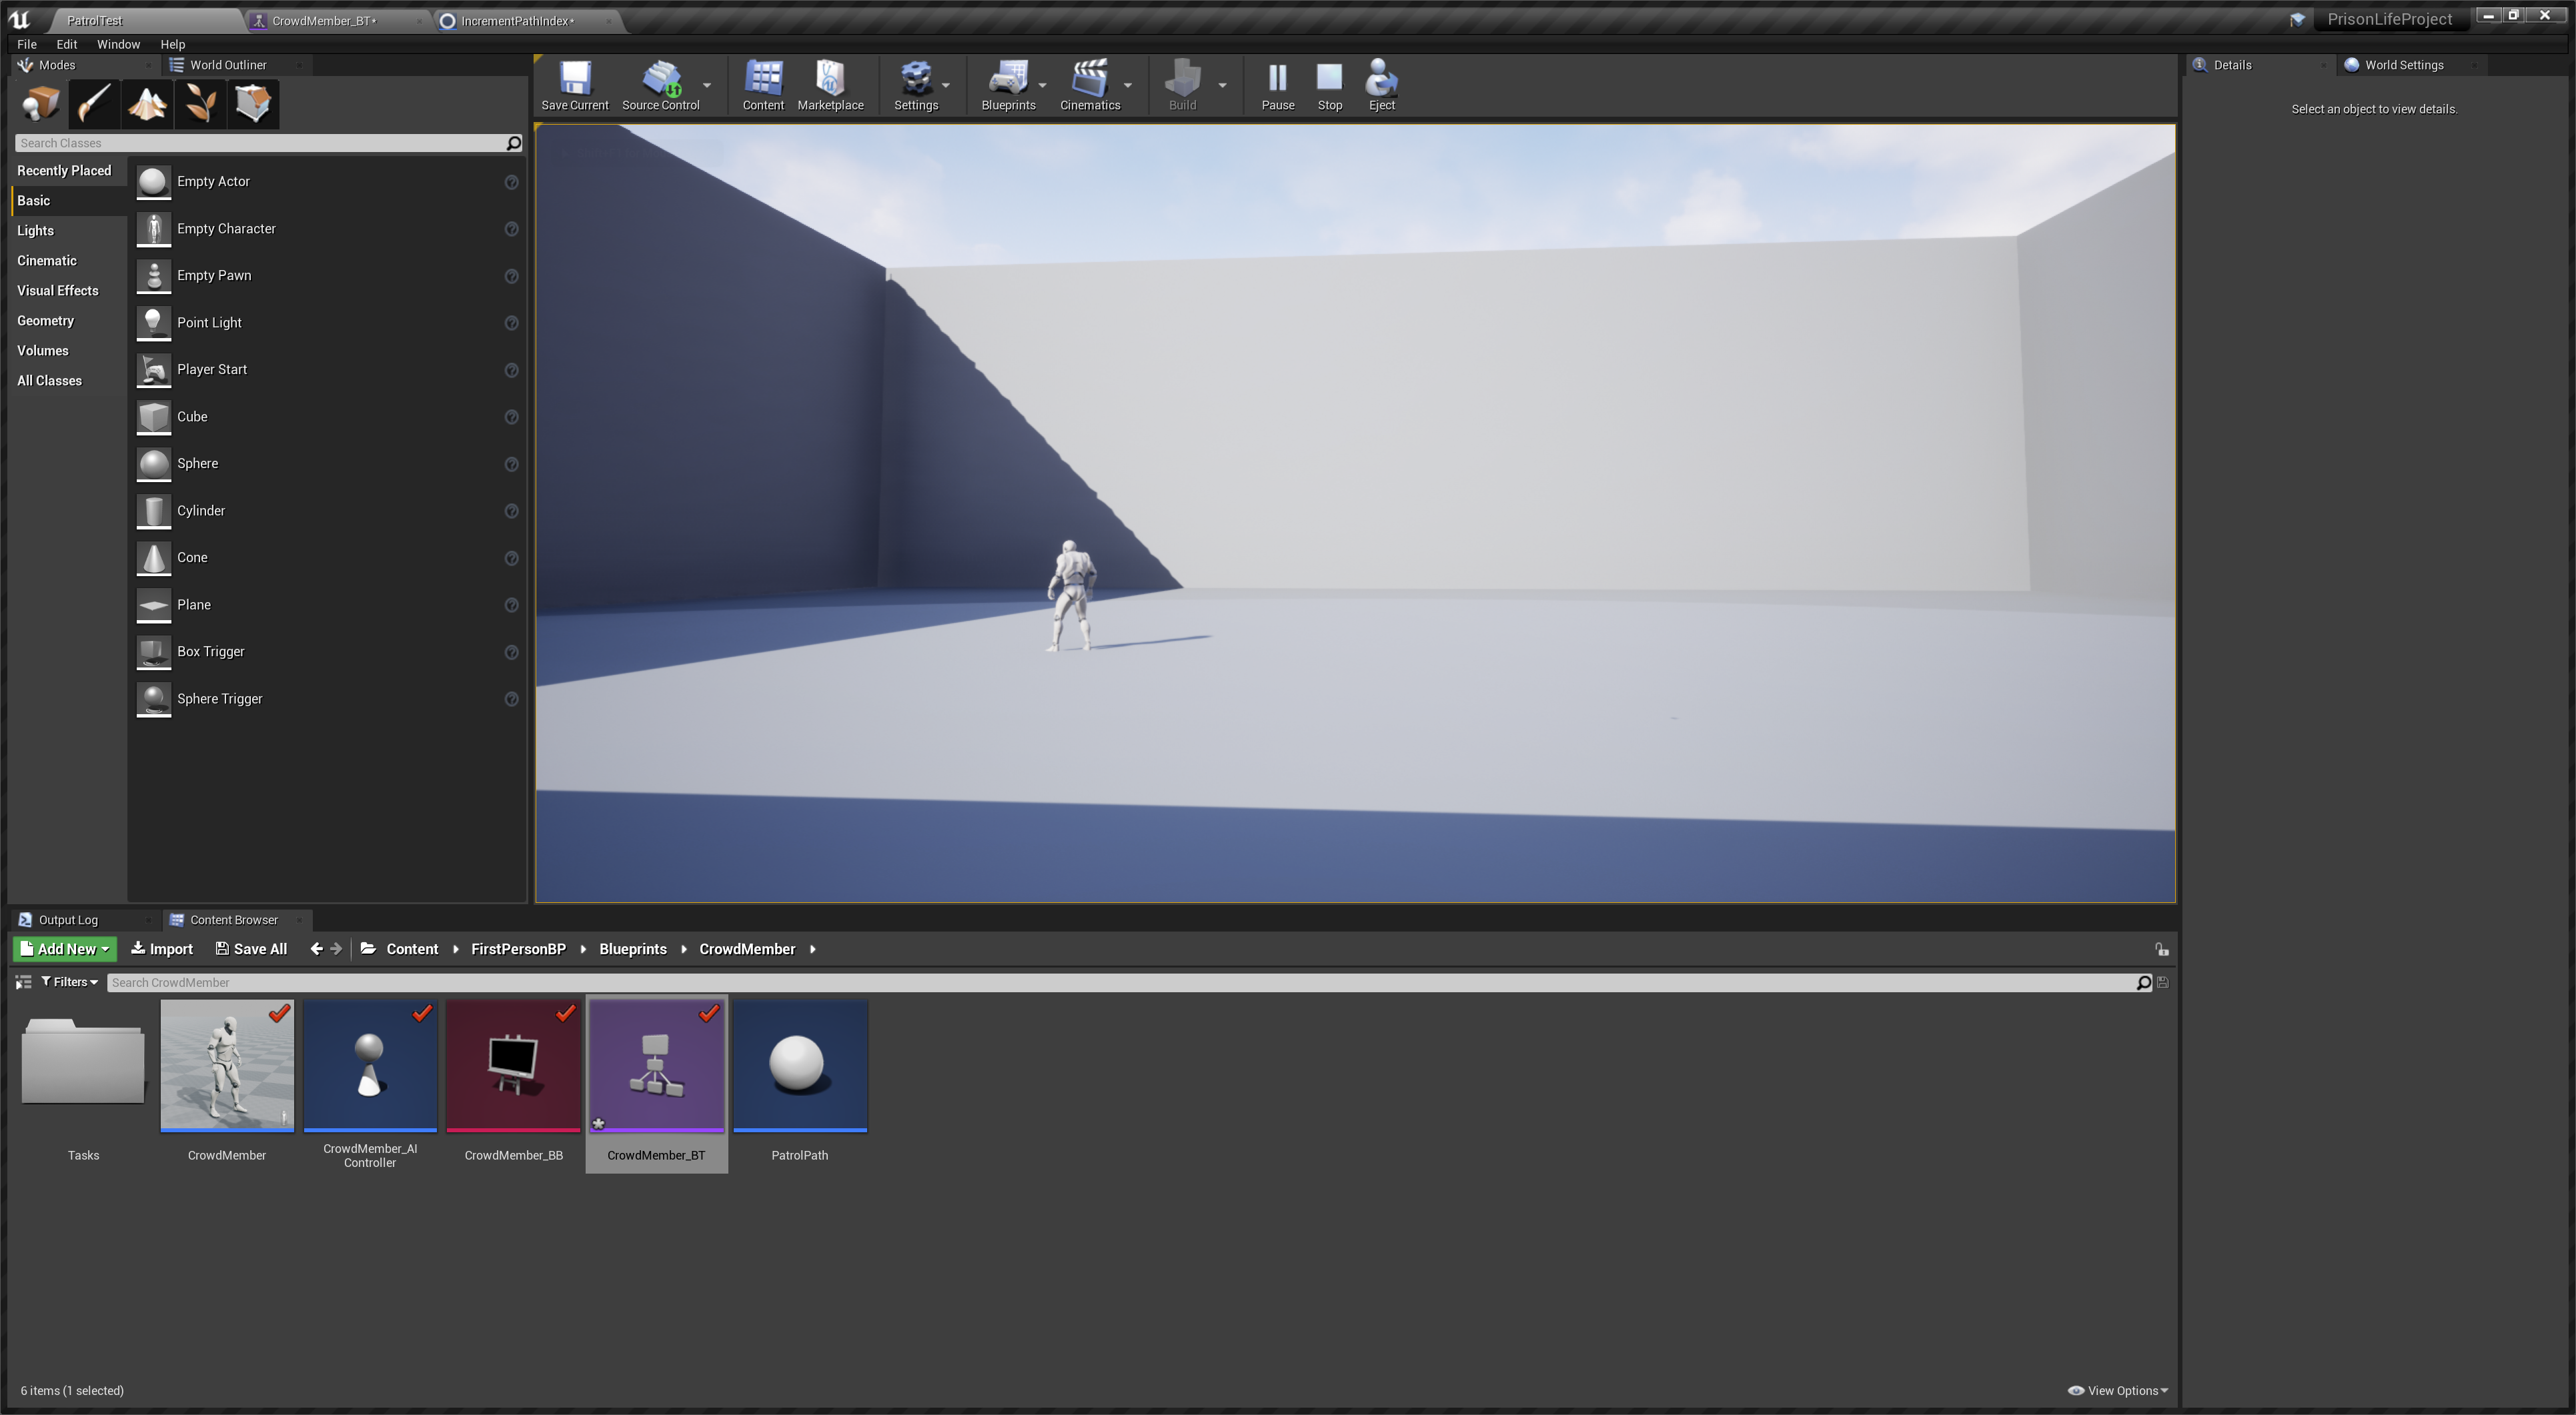 PatrolTest
CrowdMember_BT*
IncrementPathIndex*
PrisonLifeProject
File Edit Window Help
Modes
World Outliner
Search Classes
Recently Placed
Basic
Lights
Cinematic
Visual Effects
Geometry
Volumes
All Classes
Empty Actor
Empty Character
Empty Pawn
Point Light
Player Start
Cube
Sphere
Cylinder
Cone
Plane
Box Trigger
Sphere Trigger
Save Current
Source Control
Content
Marketplace
Settings
Blueprints
Cinematics
Build
Pause
Stop
Eject
Details
World Settings
Select an object to view details.
Output Log
Content Browser
Add New
Import
Save All
Content
FirstPersonBP
Blueprints
CrowdMember
Filters
Search CrowdMember
Tasks
CrowdMember
CrowdMember_AI
Controller
CrowdMember_BB
CrowdMember_BT
PatrolPath
6 items (1 selected)
View Options